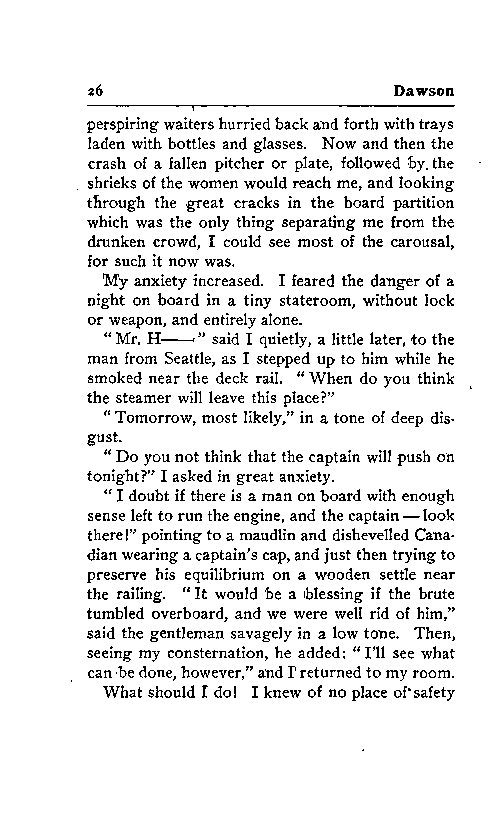 26 Dawson
perspiring waiters hurried back and forth with trays
laden with bottles and glasses. Now and then the
crash of a fallen pitcher or plate, followed by the
shrieks of the women would reach me, and looking
through the great cracks in the board partition
which was the only thing separating me from the
drunken crowd, I could see most of the carousal,
for such it now was.
My anxiety increased. I feared the danger of a
night on board in a tiny stateroom, without lock
or weapon, and entirely alone.
"Mr. H——" said I quietly, a little later, to the
man from Seattle, as I stepped up to him while he
smoked near the deck rail. "When do you think
the steamer will leave this place?"
"Tomorrow, most likely," in a tone of deep dis-
gust.
"Do you not think that the captain will push on
tonight?" I asked in great anxiety.
"I doubt if there is a man on board with enough
sense left to run the engine, and the captain—look
there!" pointing to a maudlin and dishevelled Cana-
dian wearing a captain's cap, and just then trying to
preserve his equilibrium on a wooden settle near
the railing. "It would be a blessing if the brute
tumbled overboard, and we were well rid of him,"
said the gentleman savagely in a low tone. Then,
seeing my consternation, he added: "I'll see what
can be done, however," and I returned to my room.
What should I do! I knew of no place of safety